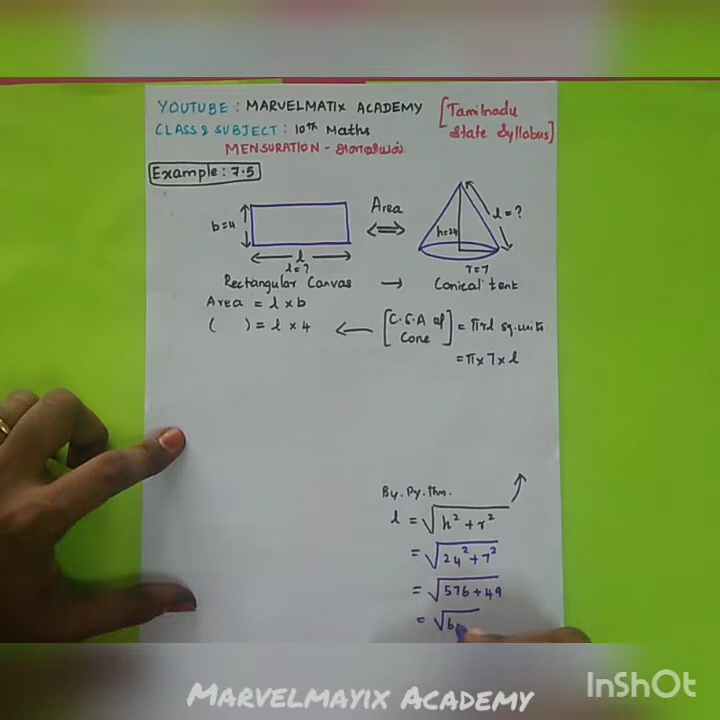 YOUTUBE : MARVELMATIX ACADEMY
CLASS & SUBJECT : 10th Maths
[Tamilnadu State Syllabus]
MENSURATION - அளவியல்
Example : 7.5
b=4
l
l=?
Area
h=24
l=?
r=7
Rectangular Canvas → Conical tent
Area = l x b
( ) = l x 4 ← [C.S.A of Cone] = πrl sq.units
= π x 7 x l
By. Py. thm.
l = √h²+r²
= √24²+7²
= √576+49
= √6
MARVELMAYIX ACADEMY
InShOt